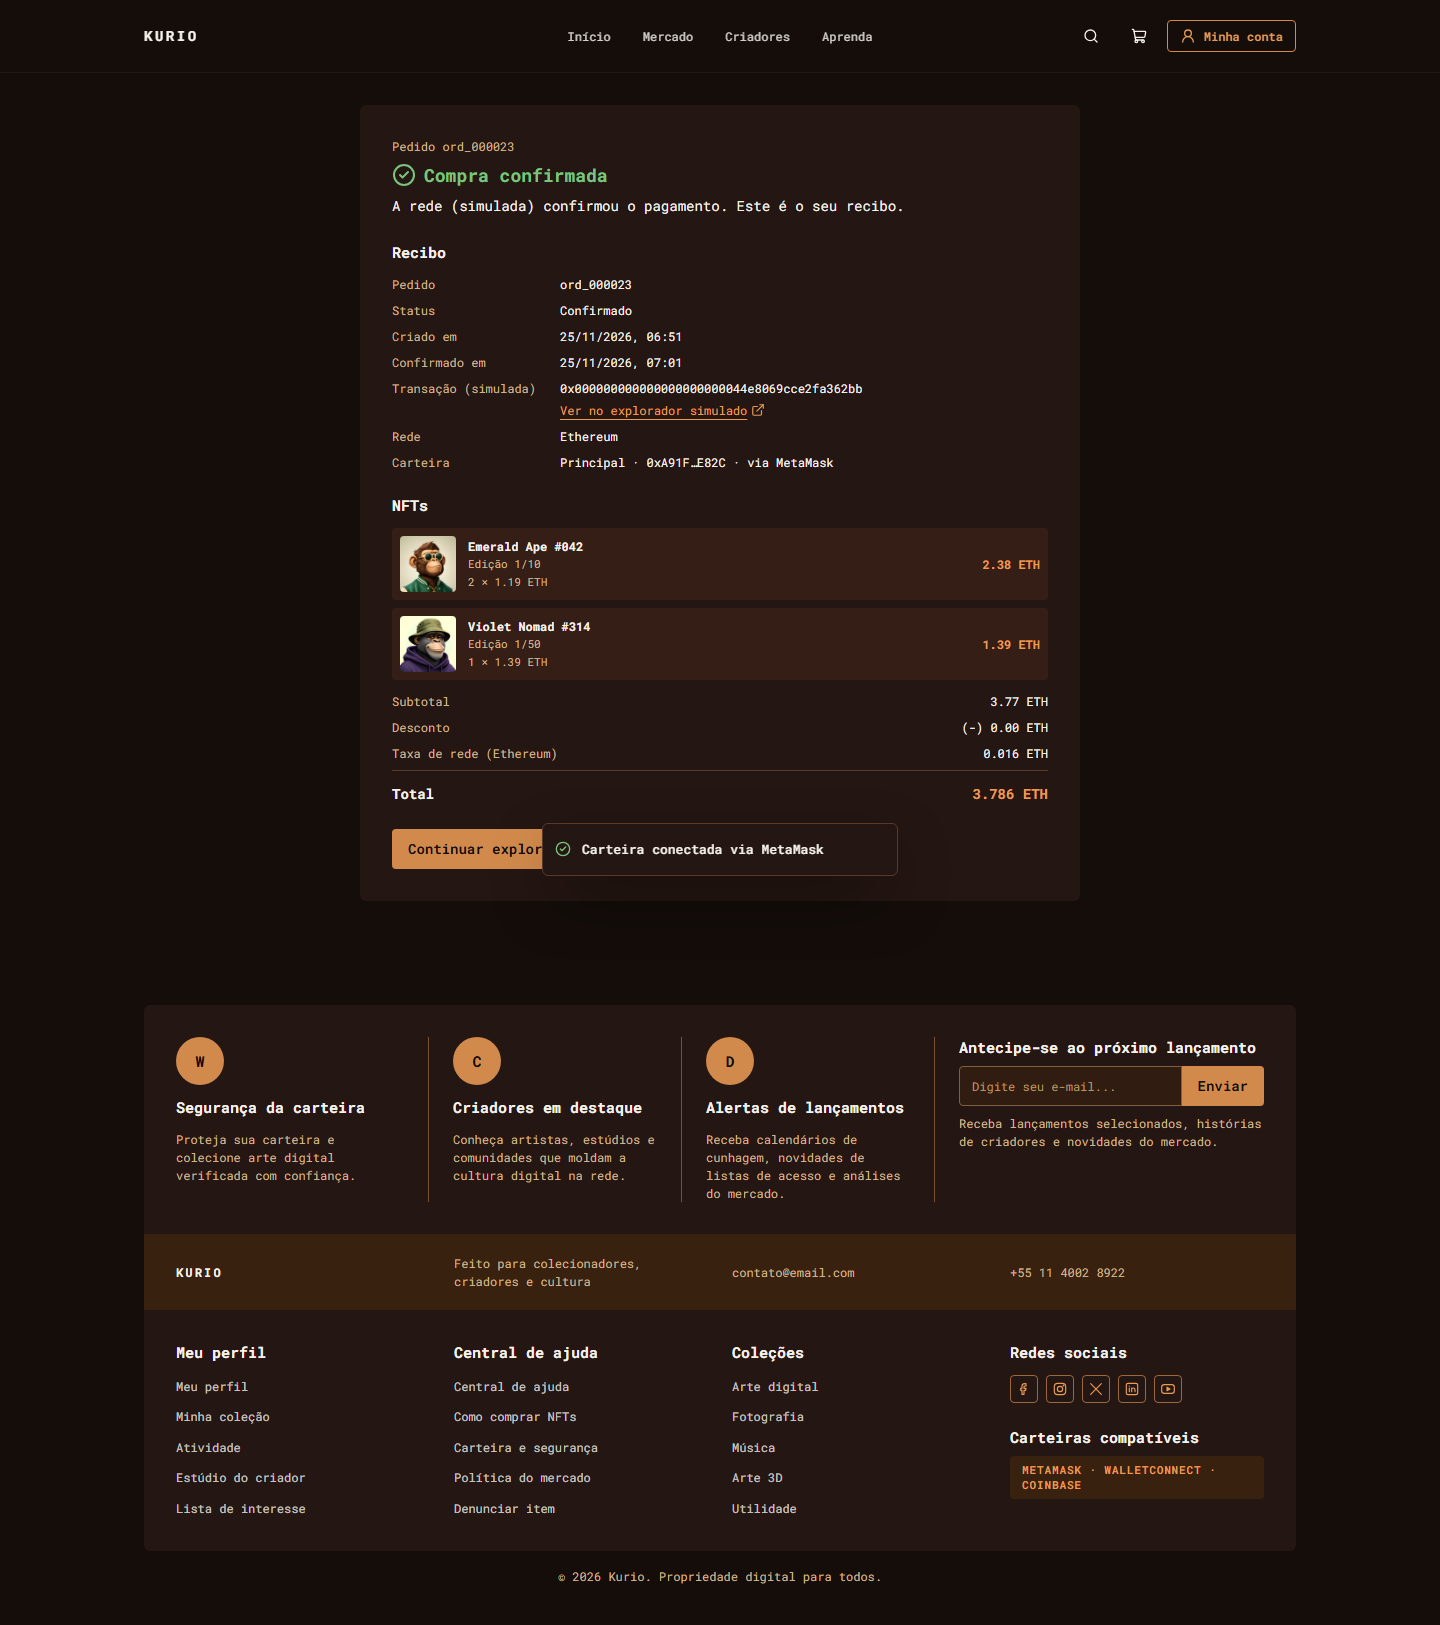 KURIO
Início
Mercado
Criadores
Aprenda
Minha conta
Pedido ord_000023
Compra confirmada
A rede (simulada) confirmou o pagamento. Este é o seu recibo.
Recibo
Pedido ord_000023
Status Confirmado
Criado em 25/11/2026, 06:51
Confirmado em 25/11/2026, 07:01
Transação (simulada) 0x000000000000000000000044e8069cce2fa362bb
Ver no explorador simulado
Rede Ethereum
Carteira Principal · 0xA91F…E82C · via MetaMask
NFTs
Emerald Ape #042
Edição 1/10
2 × 1.19 ETH
2.38 ETH
Violet Nomad #314
Edição 1/50
1 × 1.39 ETH
1.39 ETH
Subtotal 3.77 ETH
Desconto (-) 0.00 ETH
Taxa de rede (Ethereum) 0.016 ETH
Total 3.786 ETH
Continuar explor
Carteira conectada via MetaMask
W
Segurança da carteira
Proteja sua carteira e
colecione arte digital
verificada com confiança.
C
Criadores em destaque
Conheça artistas, estúdios e
comunidades que moldam a
cultura digital na rede.
D
Alertas de lançamentos
Receba calendários de
cunhagem, novidades de
listas de acesso e análises
do mercado.
Antecipe-se ao próximo lançamento
Digite seu e-mail...
Enviar
Receba lançamentos selecionados, histórias
de criadores e novidades do mercado.
KURIO
Feito para colecionadores,
criadores e cultura
contato@email.com
+55 11 4002 8922
Meu perfil
Meu perfil
Minha coleção
Atividade
Estúdio do criador
Lista de interesse
Central de ajuda
Central de ajuda
Como comprar NFTs
Carteira e segurança
Política do mercado
Denunciar item
Coleções
Arte digital
Fotografia
Música
Arte 3D
Utilidade
Redes sociais
Carteiras compatíveis
METAMASK · WALLETCONNECT ·
COINBASE
© 2026 Kurio. Propriedade digital para todos.